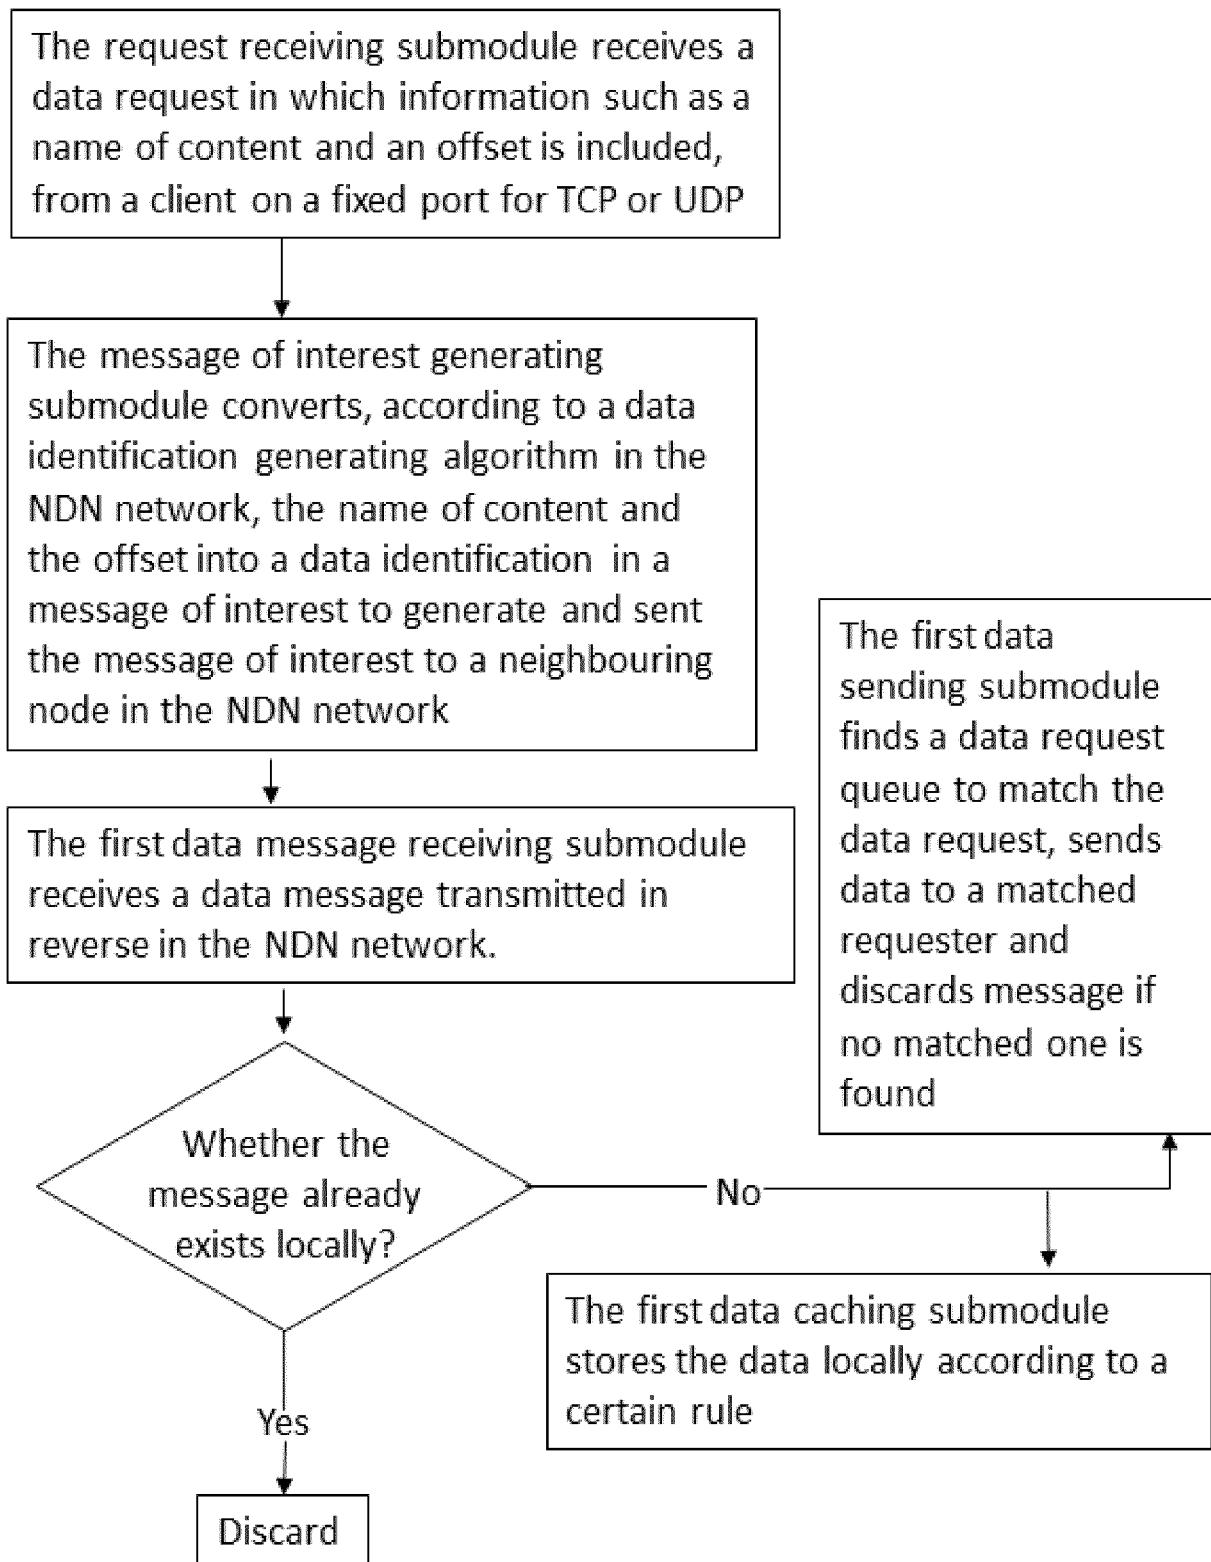 The request receiving submodule receives a
data request in which information such as a
name of content and an offset is included,
from a client on a fixed port for TCP or UDP
The message of interest generating
submodule converts, according to a data
identification generating algorithm in the
NDN network, the name of content and
the offset into a data identification in a
message of interest to generate and sent
the message of interest to a neighbouring
node in the NDN network
The first data message receiving submodule
receives a data message transmitted in
reverse in the NDN network.
Whether the
message already
exists locally?
No
The first data
sending submodule
finds a data request
queue to match the
data request, sends
data to a matched
requester and
discards message if
no matched one is
found
The first data caching submodule
stores the data locally according to a
certain rule
Yes
Discard